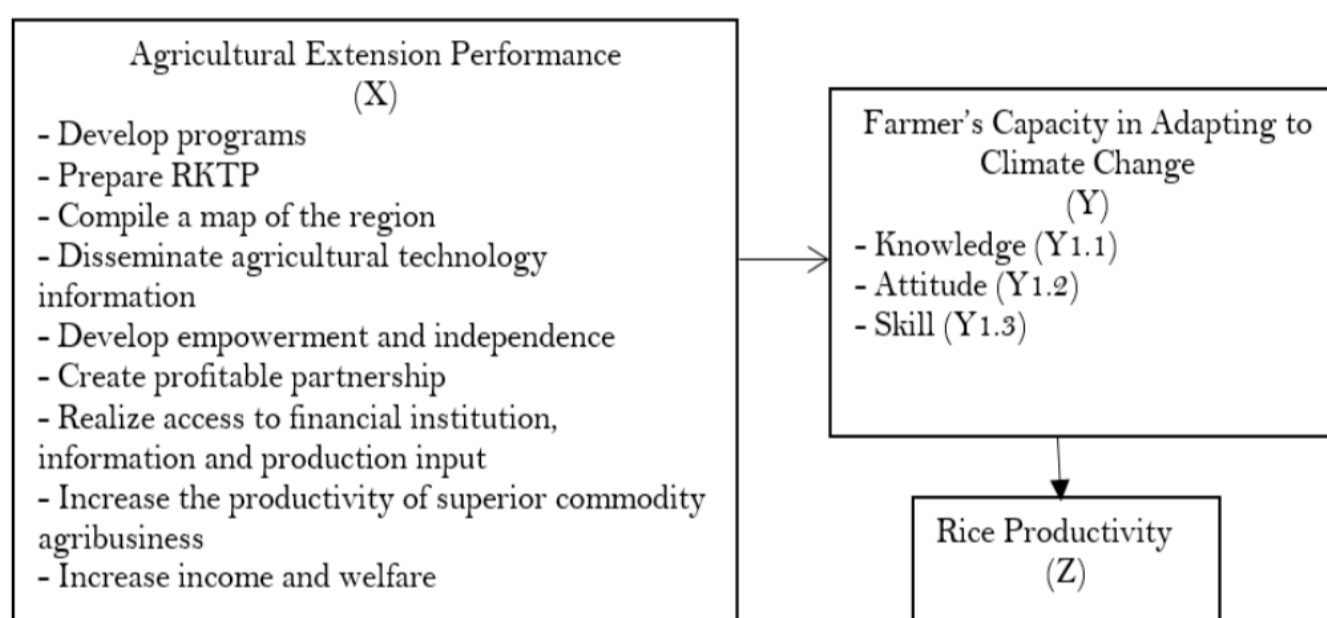 Agricultural Extension Performance
(X)
- Develop programs
- Prepare RKTP
- Compile a map of the region
- Disseminate agricultural technology
information
- Develop empowerment and independence
- Create profitable partnership
- Realize access to financial institution,
information and production input
- Increase the productivity of superior commodity
agribusiness
- Increase income and welfare
Farmer's Capacity in Adapting to
Climate Change
(Y)
- Knowledge (Y1.1)
- Attitude (Y1.2)
- Skill (Y1.3)
Rice Productivity
(Z)